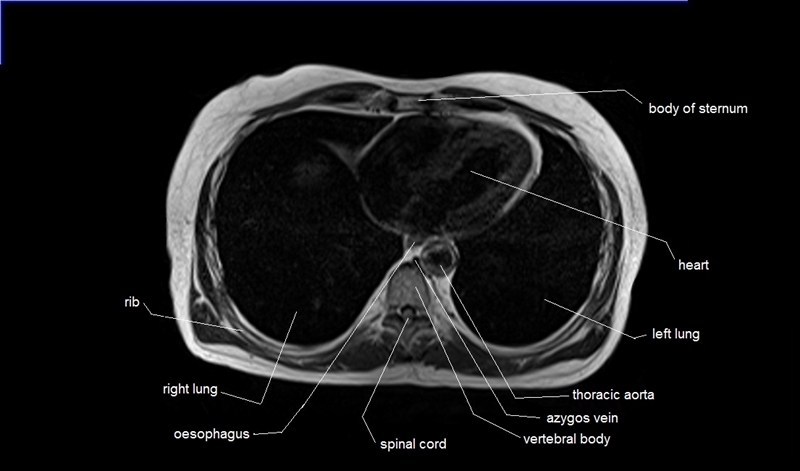 body of sternum
heart
rib
left lung
right lung
thoracic aorta
azygos vein
oesophagus
vertebral body
spinal cord